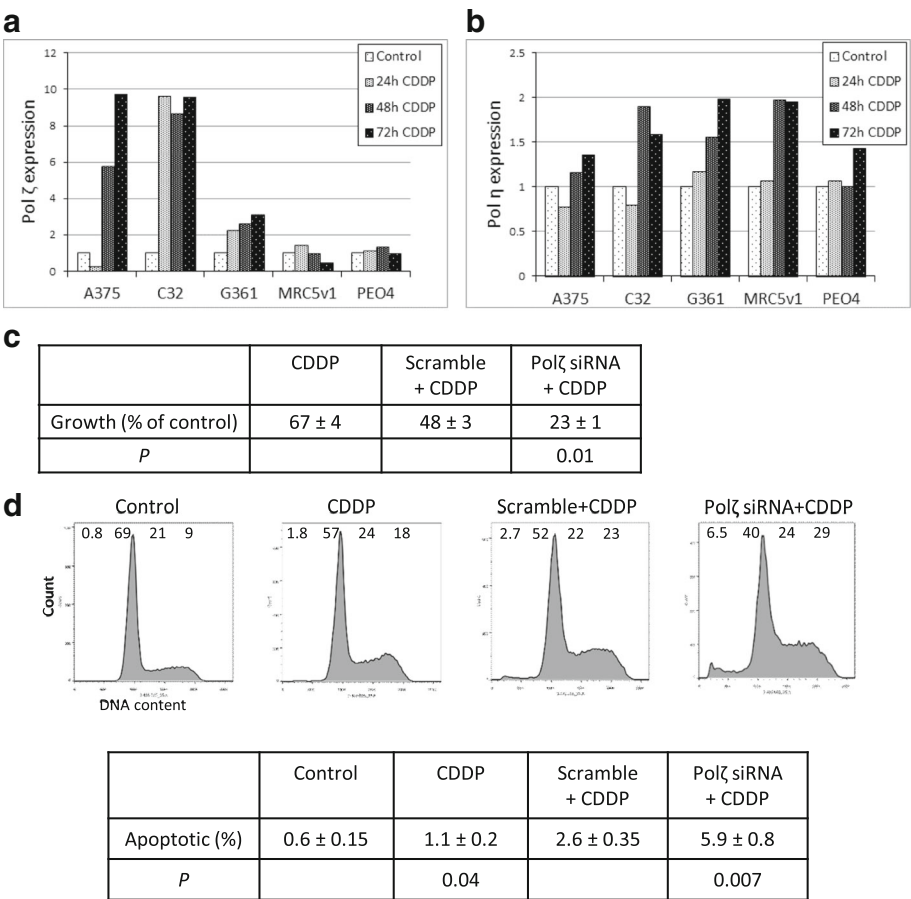 a
12
10
8
6
4
2
0
Pol ζ expression
Control
24h CDDP
48h CDDP
72h CDDP
A375 C32 G361 MRC5v1 PEO4
b
2.5
2
1.5
1
0.5
0
Pol η expression
Control
24h CDDP
48h CDDP
72h CDDP
A375 C32 G361 MRC5v1 PEO4
c
CDDP Scramble + CDDP Polζ siRNA + CDDP
Growth (% of control) 67 ± 4 48 ± 3 23 ± 1
P 0.01
d
Control
0.8 69 21 9
Count
DNA content
CDDP
1.8 57 24 18
Scramble+CDDP
2.7 52 22 23
Polζ siRNA+CDDP
6.5 40 24 29
Control CDDP Scramble + CDDP Polζ siRNA + CDDP
Apoptotic (%) 0.6 ± 0.15 1.1 ± 0.2 2.6 ± 0.35 5.9 ± 0.8
P 0.04 0.007